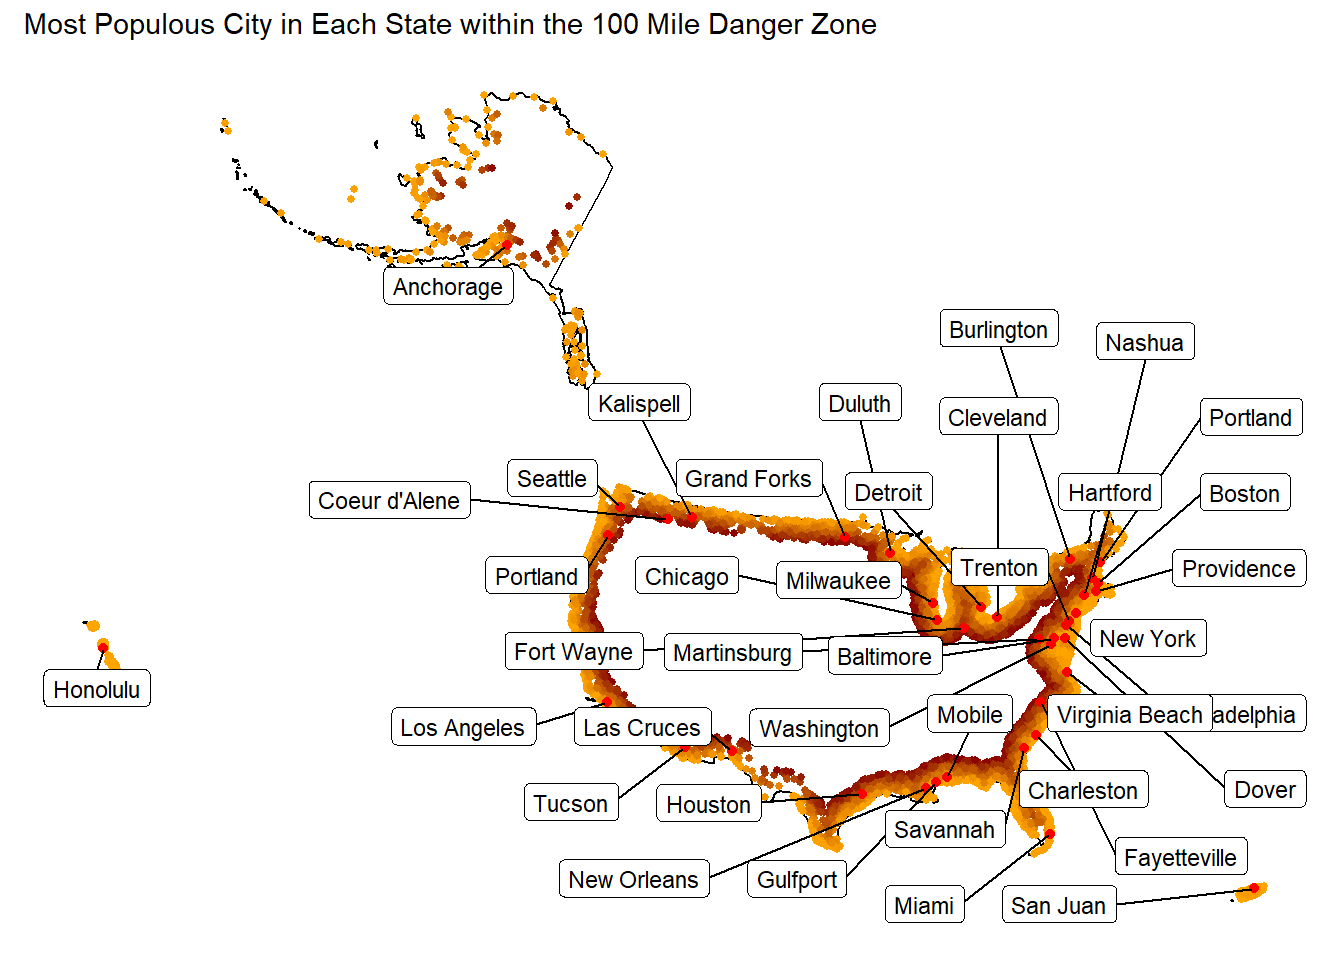 Most Populous City in Each State within the 100 Mile Danger Zone
Anchorage
Burlington
Nashua
Kalispell
Duluth
Cleveland
Portland
Seattle
Grand Forks
Coeur d'Alene
Detroit
Hartford
Boston
Portland
Chicago
Milwaukee
Trenton
Providence
Fort Wayne
Martinsburg
Baltimore
New York
Honolulu
Los Angeles
Las Cruces
Washington
Mobile
Virginia Beach
adelphia
Tucson
Houston
Charleston
Dover
Savannah
Fayetteville
New Orleans
Gulfport
Miami
San Juan